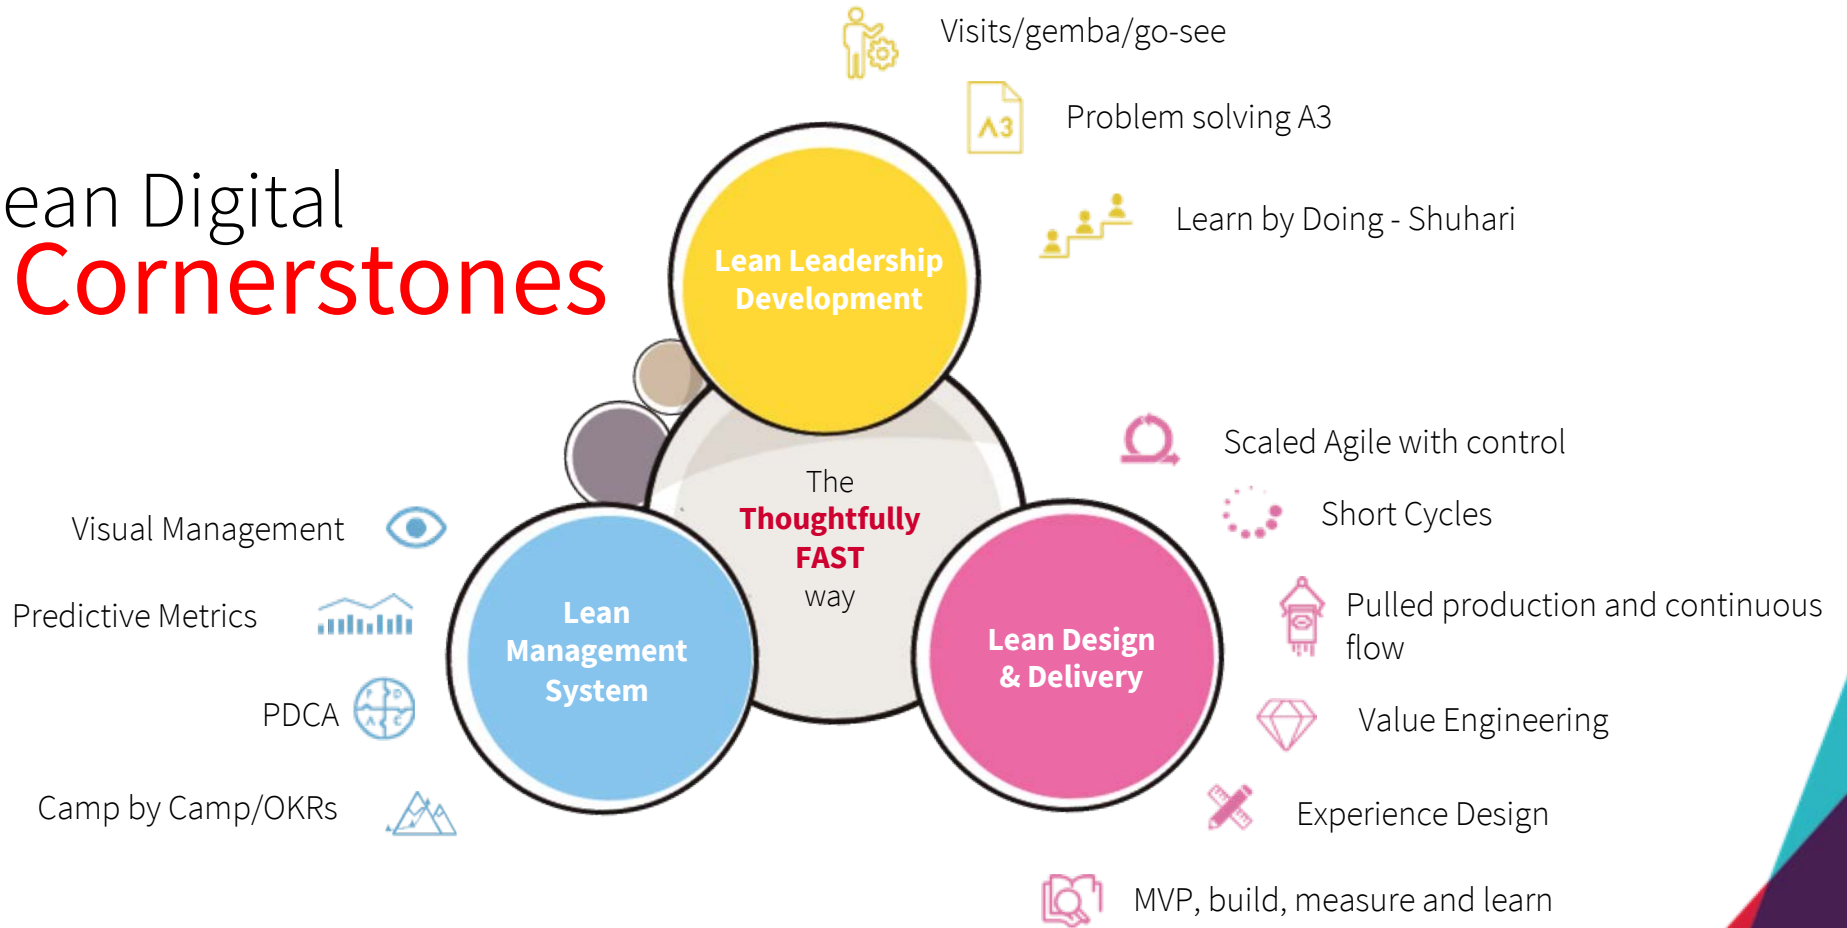 ean Digital
Cornerstones
Visits/gemba/go-see
A3
Problem solving A3
Learn by Doing - Shuhari
Lean Leadership
Development
The
Thoughtfully
FAST
way
Lean
Management
System
Lean Design
& Delivery
Visual Management
Predictive Metrics
PDCA
P D
A C
Camp by Camp/OKRs
Scaled Agile with control
Short Cycles
Pulled production and continuous
flow
Value Engineering
Experience Design
MVP, build, measure and learn